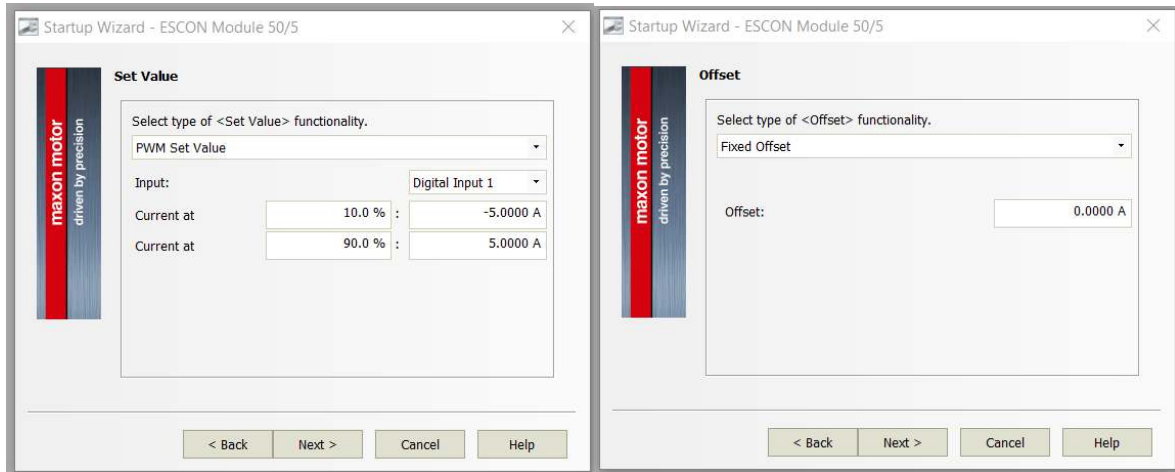 Startup Wizard - ESCON Module 50/5
Set Value
maxon motor
driven by precision
Select type of <Set Value> functionality.
PWM Set Value
Input: Digital Input 1
Current at 10.0 % : -5.0000 A
Current at 90.0 % : 5.0000 A
< Back Next > Cancel Help
Startup Wizard - ESCON Module 50/5
Offset
maxon motor
driven by precision
Select type of <Offset> functionality.
Fixed Offset
Offset: 0.0000 A
< Back Next > Cancel Help